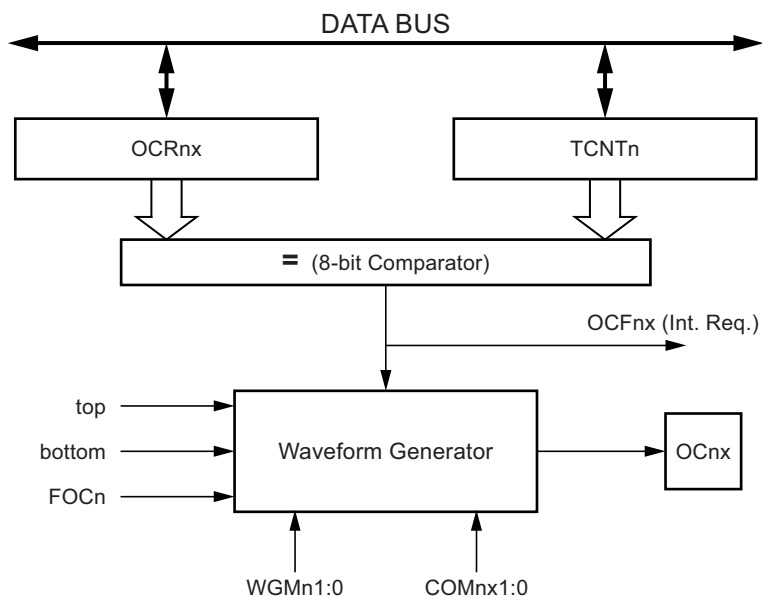 DATA BUS
OCRnx
TCNTn
= (8-bit Comparator)
OCFnx (Int. Req.)
top
bottom
FOCn
Waveform Generator
OCnx
WGMn1:0
COMnx1:0